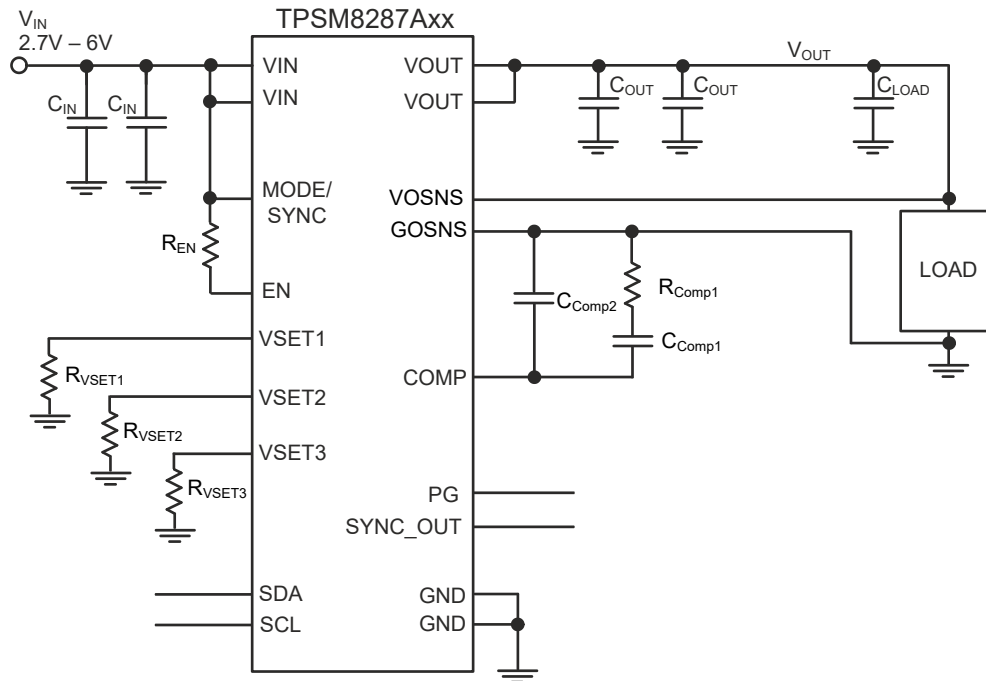 TPSM8287Axx
VIN
2.7V – 6V
VIN
VIN
CIN
CIN
MODE/
SYNC
REN
EN
VSET1
RVSET1
VSET2
RVSET2
VSET3
RVSET3
SDA
SCL
VOUT
VOUT
VOUT
COUT
COUT
CLOAD
VOSNS
GOSNS
LOAD
CComp2
RComp1
CComp1
COMP
PG
SYNC_OUT
GND
GND